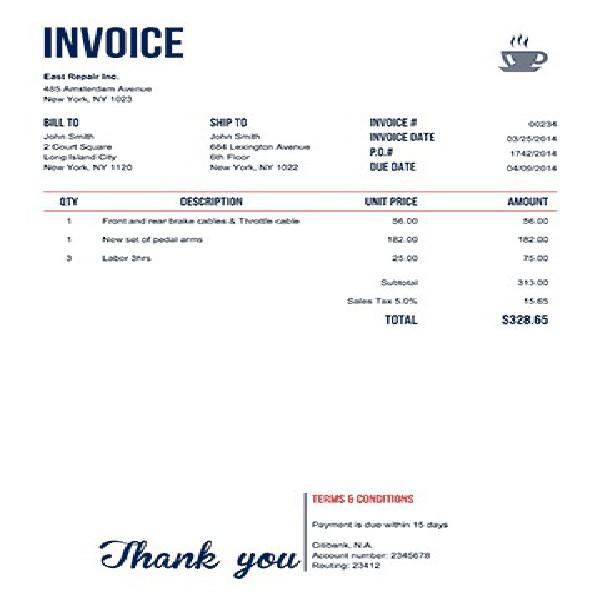 INVOICE
East Repair Inc.
485 Amsterdam Avenue
New York, NY 1023
BILL TO SHIP TO INVOICE # 00234
John Smith John Smith INVOICE DATE 03/25/2014
2 Court Square 664 Lexington Avenue P.O.# 1742/2014
Long Island City 6th Floor DUE DATE 04/09/2014
New York, NY 1120 New York, NY 1022
QTY DESCRIPTION UNIT PRICE AMOUNT
1 Front and rear brake cables & Throttle cable 56.00 56.00
1 New set of pedal arms 182.00 182.00
3 Labor 3hrs 25.00 75.00
Subtotal 313.00
Sales Tax 5.0% 15.65
TOTAL $328.65
TERMS & CONDITIONS
Payment is due within 15 days
Citibank, N.A.
Account number: 2345678
Routing: 23412
Thank you